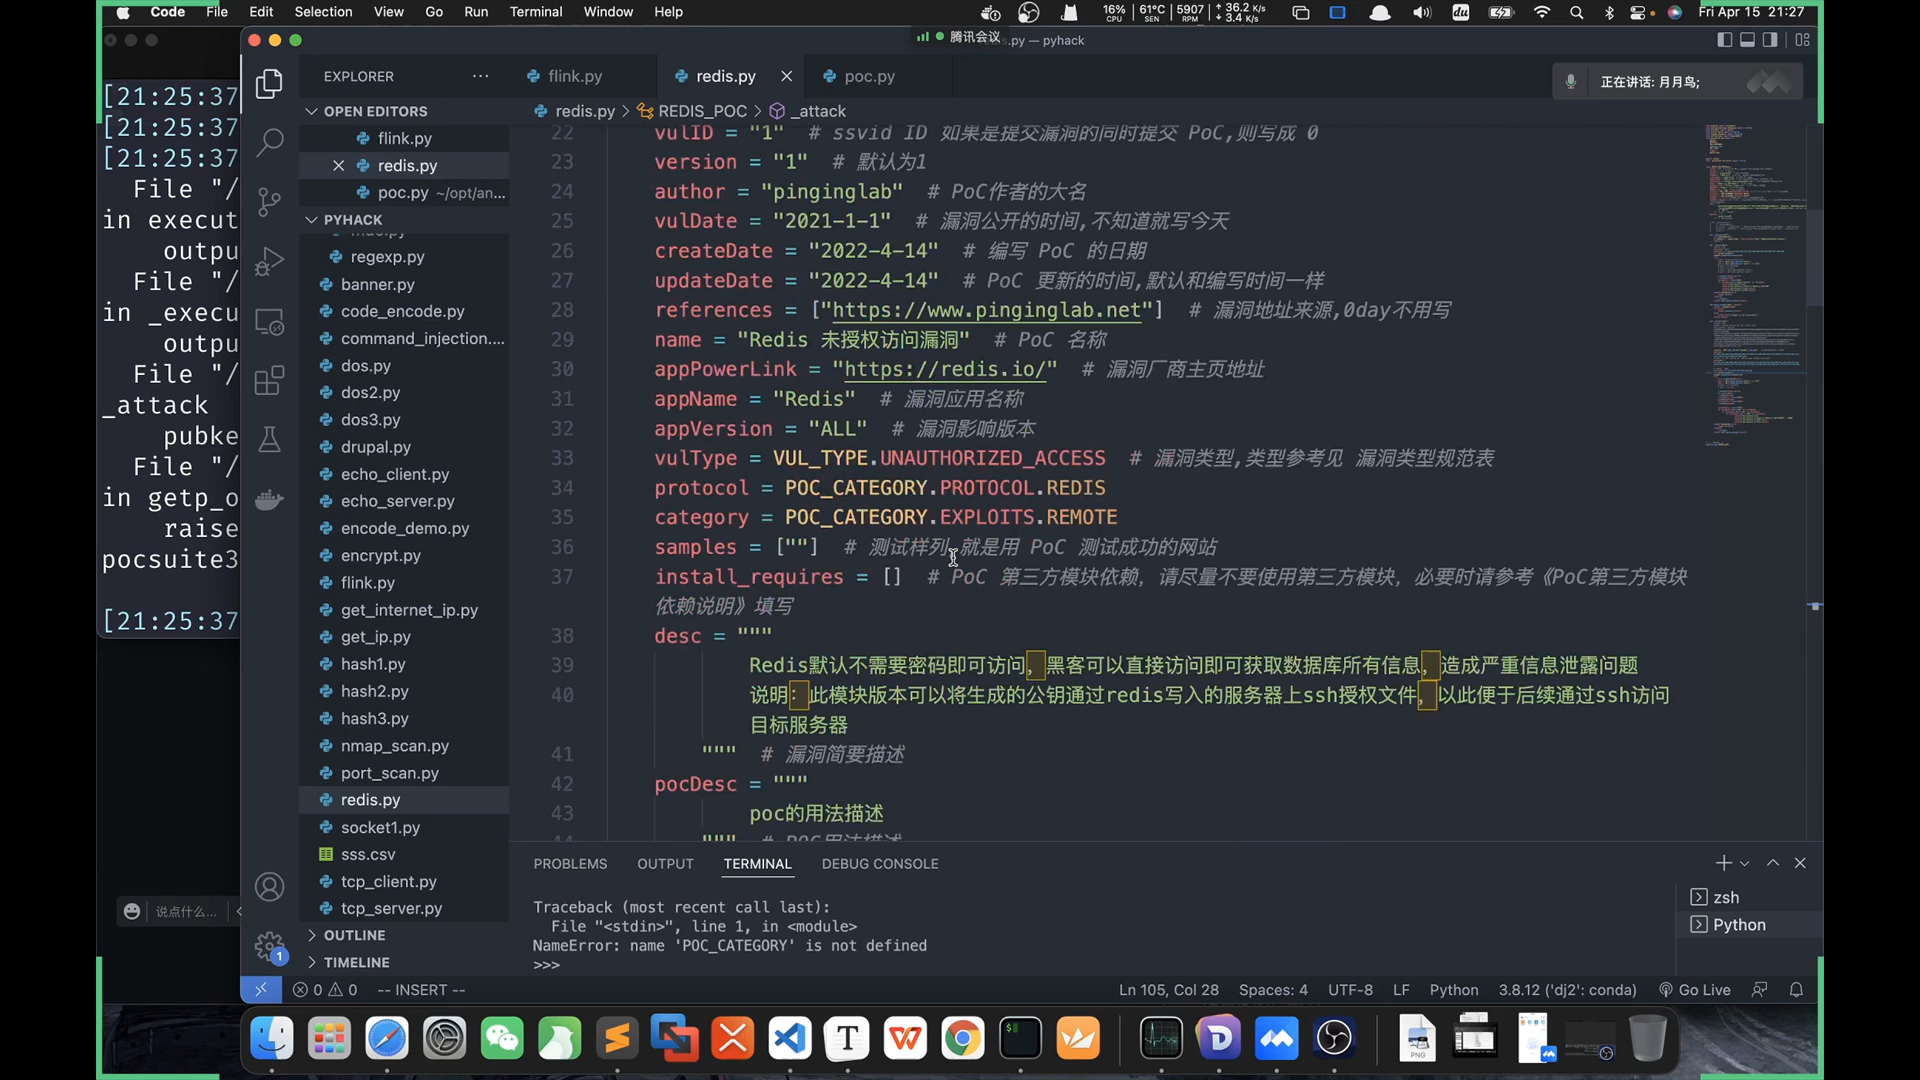 Code File Edit Selection View Go Run Terminal Window Help
16% CPU 61°C SEN 5907 RPM 36.2 K/s 3.4 K/s du Fri Apr 15 21:27
腾讯会议
.py — pyhack
正在讲话: 月月鸟;
[21:25:37
[21:25:37
[21:25:37
File "/
in execut
outpu
File "/
in _execu
outpu
File "/
_attack
pubke
File "/
in getp_o
raise
pocsuite3
[21:25:37
说点什么...
EXPLORER
OPEN EDITORS
flink.py
redis.py
poc.py ~/opt/an...
PYHACK
regexp.py
banner.py
code_encode.py
command_injection....
dos.py
dos2.py
dos3.py
drupal.py
echo_client.py
echo_server.py
encode_demo.py
encrypt.py
flink.py
get_internet_ip.py
get_ip.py
hash1.py
hash2.py
hash3.py
nmap_scan.py
port_scan.py
redis.py
socket1.py
sss.csv
tcp_client.py
tcp_server.py
OUTLINE
TIMELINE
1
flink.py redis.py poc.py
redis.py > REDIS_POC > _attack
22 vulID = "1" # ssvid ID 如果是提交漏洞的同时提交 PoC,则写成 0
23 version = "1" # 默认为1
24 author = "pinginglab" # PoC作者的大名
25 vulDate = "2021-1-1" # 漏洞公开的时间,不知道就写今天
26 createDate = "2022-4-14" # 编写 PoC 的日期
27 updateDate = "2022-4-14" # PoC 更新的时间,默认和编写时间一样
28 references = ["https://www.pinginglab.net"] # 漏洞地址来源,0day不用写
29 name = "Redis 未授权访问漏洞" # PoC 名称
30 appPowerLink = "https://redis.io/" # 漏洞厂商主页地址
31 appName = "Redis" # 漏洞应用名称
32 appVersion = "ALL" # 漏洞影响版本
33 vulType = VUL_TYPE.UNAUTHORIZED_ACCESS # 漏洞类型,类型参考见 漏洞类型规范表
34 protocol = POC_CATEGORY.PROTOCOL.REDIS
35 category = POC_CATEGORY.EXPLOITS.REMOTE
36 samples = [""] # 测试样列,就是用 PoC 测试成功的网站
37 install_requires = [] # PoC 第三方模块依赖，请尽量不要使用第三方模块，必要时请参考《PoC第三方模块
依赖说明》填写
38 desc = """
39 Redis默认不需要密码即可访问，黑客可以直接访问即可获取数据库所有信息，造成严重信息泄露问题
40 说明：此模块版本可以将生成的公钥通过redis写入的服务器上ssh授权文件，以此便于后续通过ssh访问
目标服务器
41 """ # 漏洞简要描述
42 pocDesc = """
43 poc的用法描述
44 """ # POC用法描述
PROBLEMS OUTPUT TERMINAL DEBUG CONSOLE
Traceback (most recent call last):
File "<stdin>", line 1, in <module>
NameError: name 'POC_CATEGORY' is not defined
>>>
zsh
Python
0 0 -- INSERT -- Ln 105, Col 28 Spaces: 4 UTF-8 LF Python 3.8.12 ('dj2': conda) Go Live